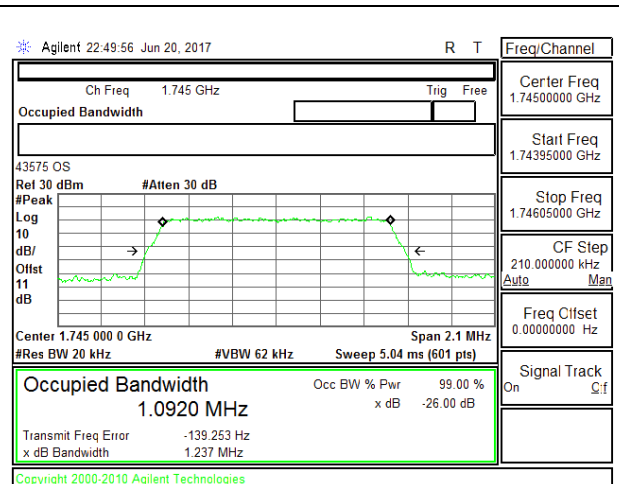 Agilent 22:49:56 Jun 20, 2017 R T Freq/Channel
Ch Freq 1.745 GHz Trig Free
Occupied Bandwidth
Center Freq
1.74500000 GHz
Start Freq
1.74395000 GHz
Stop Freq
1.74605000 GHz
CF Step
210.000000 kHz
Auto Man
Freq Offset
0.00000000 Hz
Signal Track
On Off
43575 OS
Ref 30 dBm #Atten 30 dB
#Peak
Log
10
dB/
Offst
11
dB
Center 1.745 000 0 GHz Span 2.1 MHz
#Res BW 20 kHz #VBW 62 kHz Sweep 5.04 ms (601 pts)
Occupied Bandwidth Occ BW % Pwr 99.00 %
1.0920 MHz x dB -26.00 dB
Transmit Freq Error -139.253 Hz
x dB Bandwidth 1.237 MHz
Copyright 2000-2010 Agilent Technologies